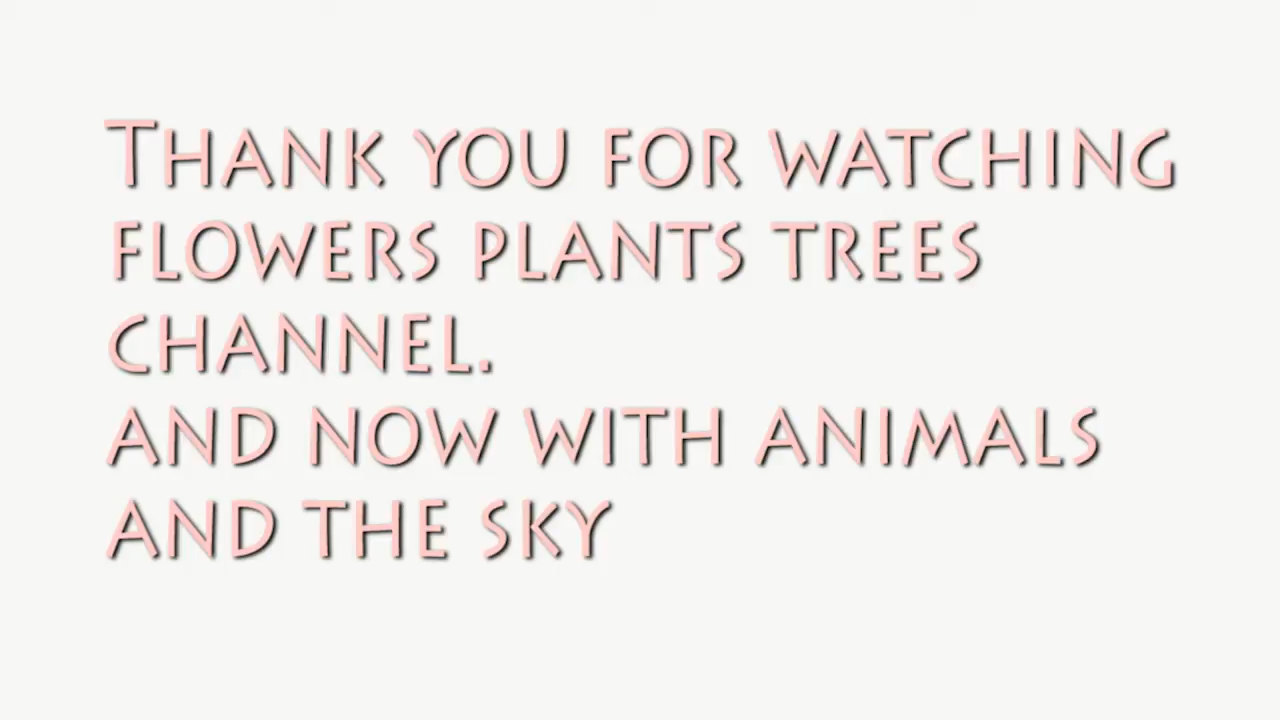 Thank you for watching
flowers plants trees
channel.
and now with animals
and the sky